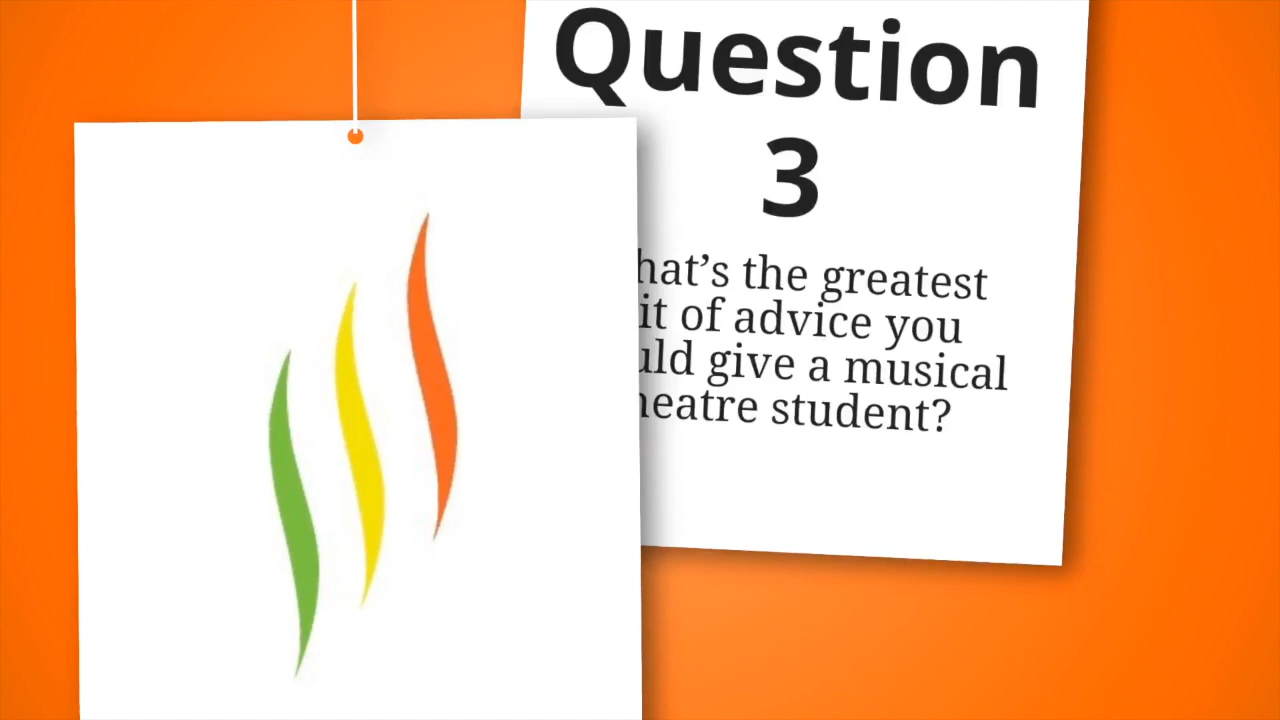 Question
3
hat’s the greatest
it of advice you
uld give a musical
heatre student?